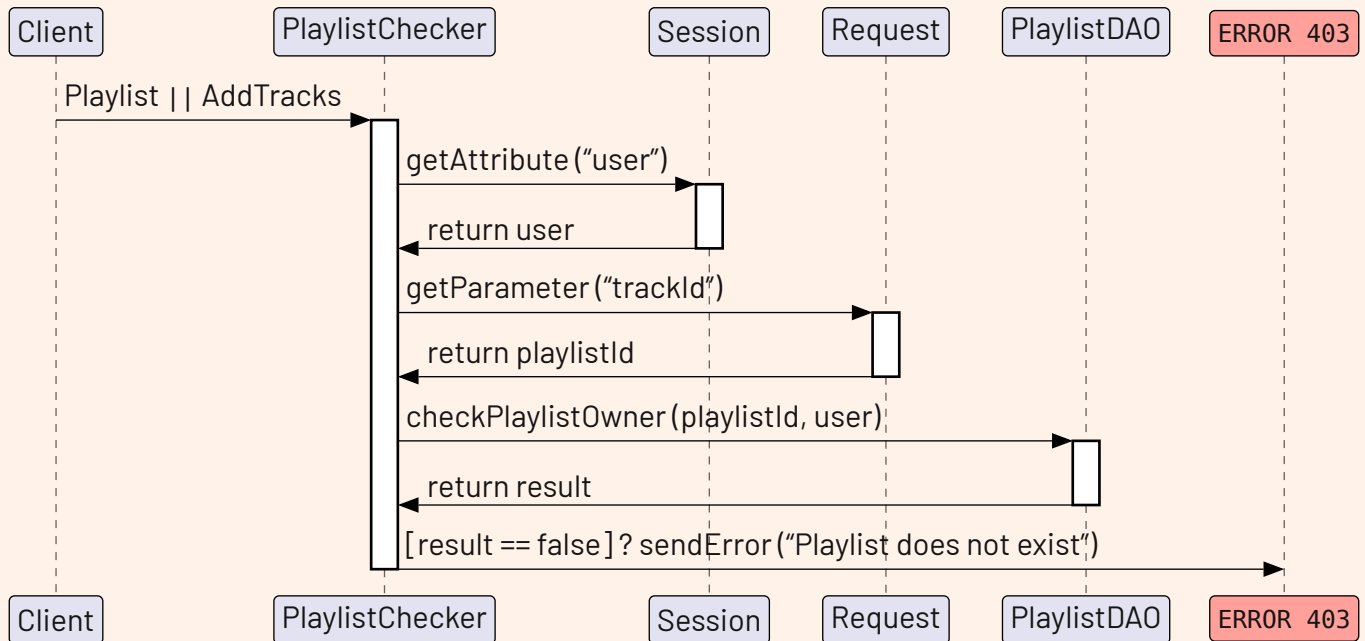 Client PlaylistChecker Session Request PlaylistDAO ERROR 403
Playlist || AddTracks
getAttribute (“user”)
return user
getParameter (“trackId”)
return playlistId
checkPlaylistOwner (playlistId, user)
return result
[result == false] ? sendError (“Playlist does not exist”)
Client PlaylistChecker Session Request PlaylistDAO ERROR 403